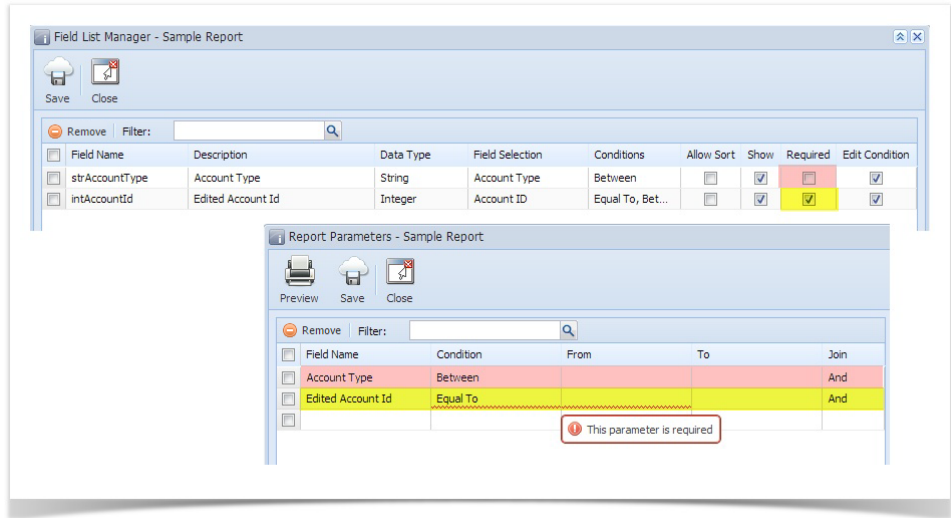 Field List Manager - Sample Report
Save Close
Remove Filter:
Field Name Description Data Type Field Selection Conditions Allow Sort Show Required Edit Condition
strAccountType Account Type String Account Type Between
intAccountId Edited Account Id Integer Account ID Equal To, Bet...
Report Parameters - Sample Report
Preview Save Close
Remove Filter:
Field Name Condition From To Join
Account Type Between And
Edited Account Id Equal To And
This parameter is required